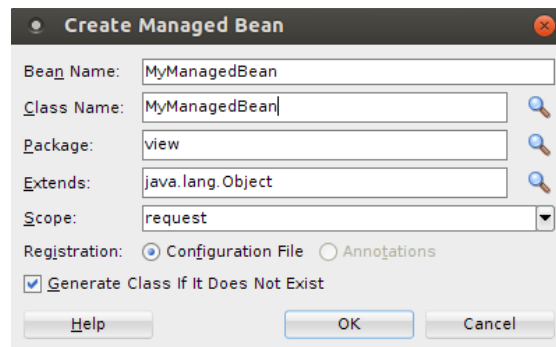 Create Managed Bean
Bean Name: MyManagedBean
Class Name: MyManagedBean
Package: view
Extends: java.lang.Object
Scope: request
Registration: Configuration File Annotations
Generate Class If It Does Not Exist
Help OK Cancel